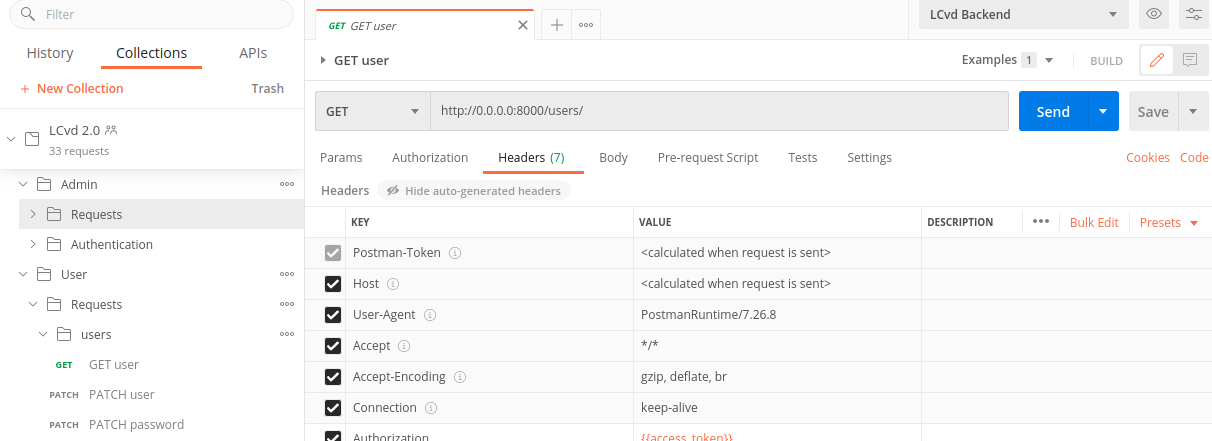 Filter
History Collections APIs
+ New Collection Trash
LCvd 2.0
33 requests
Admin
Requests
Authentication
User
Requests
users
GET GET user
PATCH PATCH user
PATCH PATCH password
GET GET user
LCvd Backend
GET user
Examples 1
BUILD
GET http://0.0.0.0:8000/users/ Send Save
Params Authorization Headers (7) Body Pre-request Script Tests Settings Cookies Code
Headers Hide auto-generated headers
KEY VALUE DESCRIPTION Bulk Edit Presets
Postman-Token <calculated when request is sent>
Host <calculated when request is sent>
User-Agent PostmanRuntime/7.26.8
Accept */*
Accept-Encoding gzip, deflate, br
Connection keep-alive
Authorization {{access_token}}